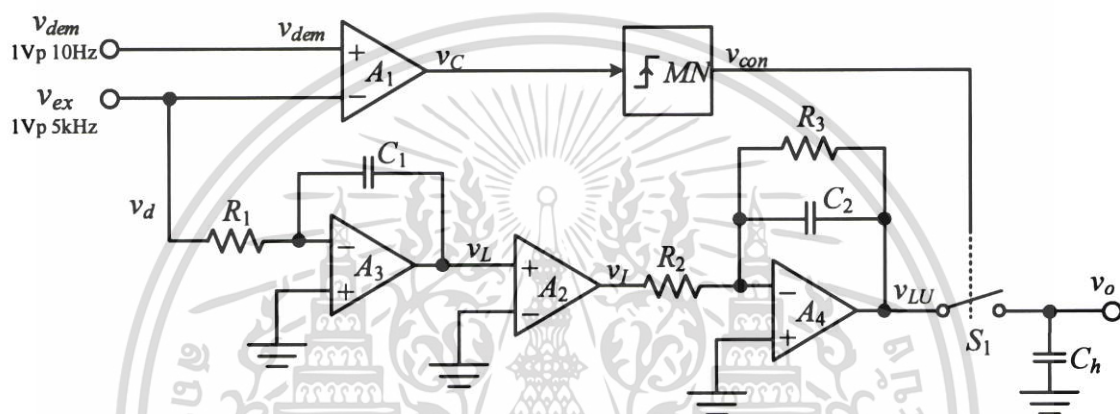 v_dem v_dem
1Vp 10Hz
v_ex
1Vp 5kHz
+
−
A_1
v_C
MN
v_con
v_d
R_1
C_1
−
+
A_3
v_L
+
−
A_2
v_I
R_2
R_3
C_2
−
+
A_4
v_LU
S_1
v_o
C_h